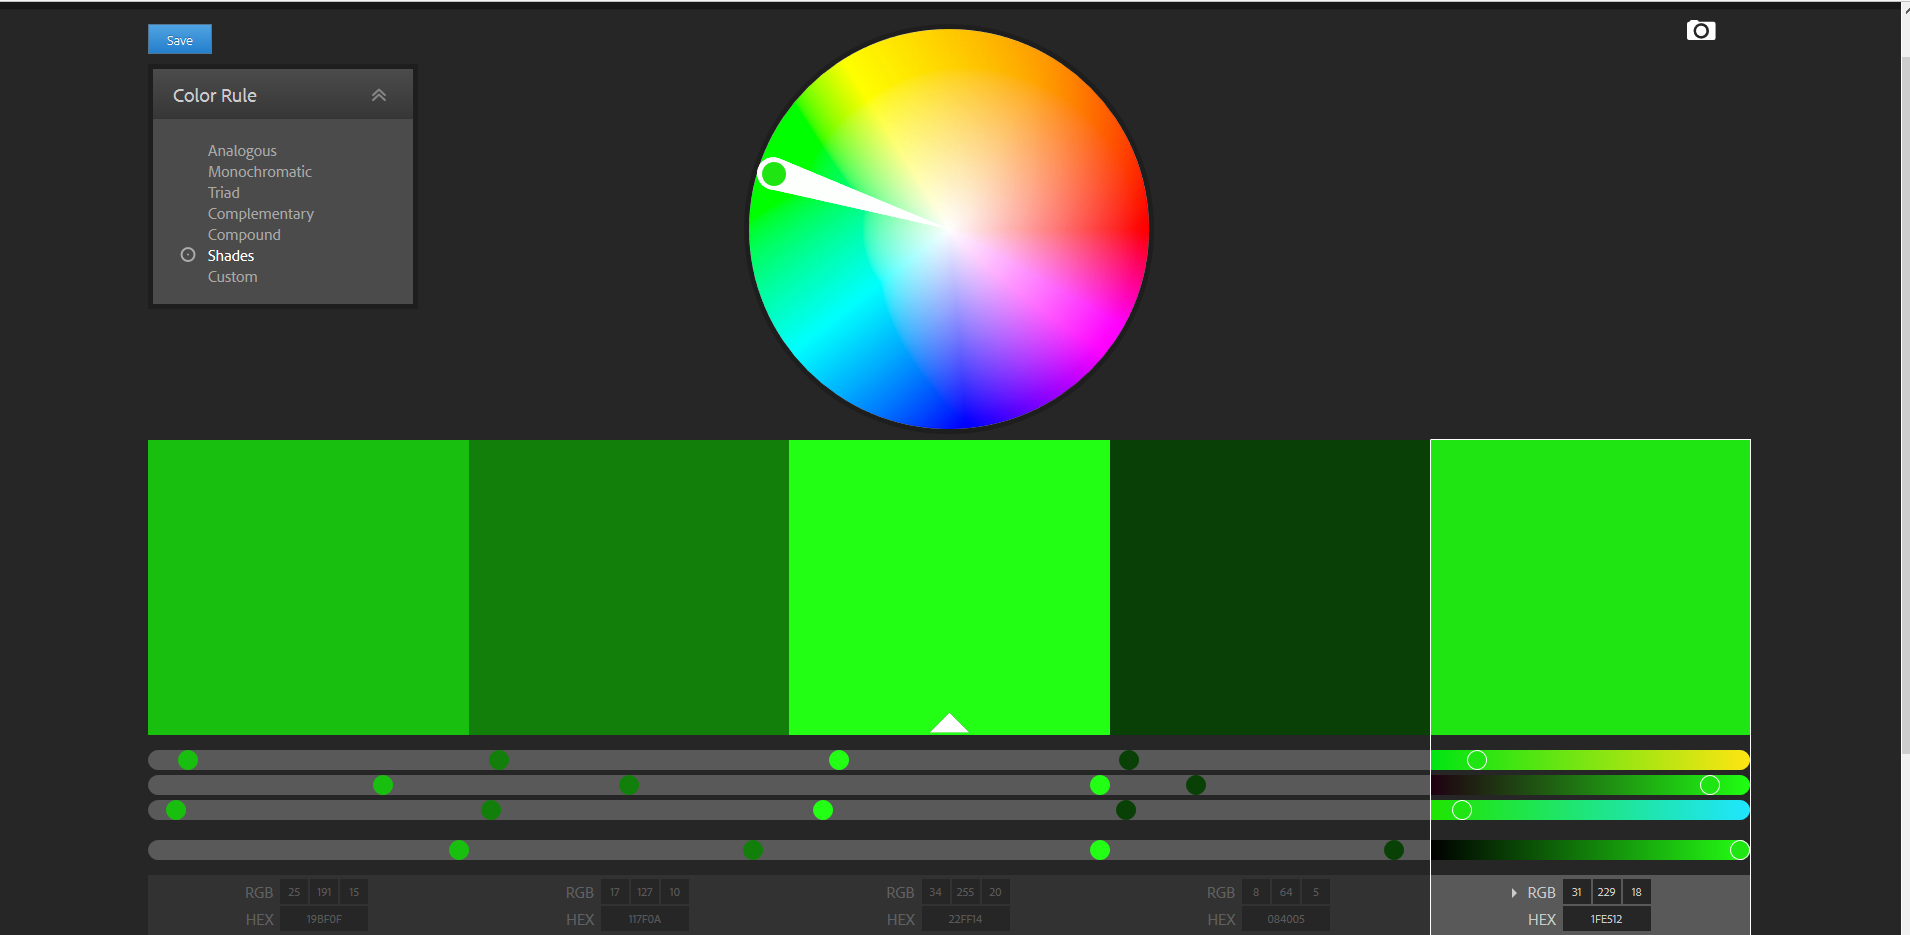 Save
Color Rule
Analogous
Monochromatic
Triad
Complementary
Compound
Shades
Custom
RGB 25 191 15 RGB 17 127 10 RGB 34 255 20 RGB 8 64 5 RGB 31 229 18
HEX 19BF0F HEX 117F0A HEX 22FF14 HEX 084005 HEX 1FE512